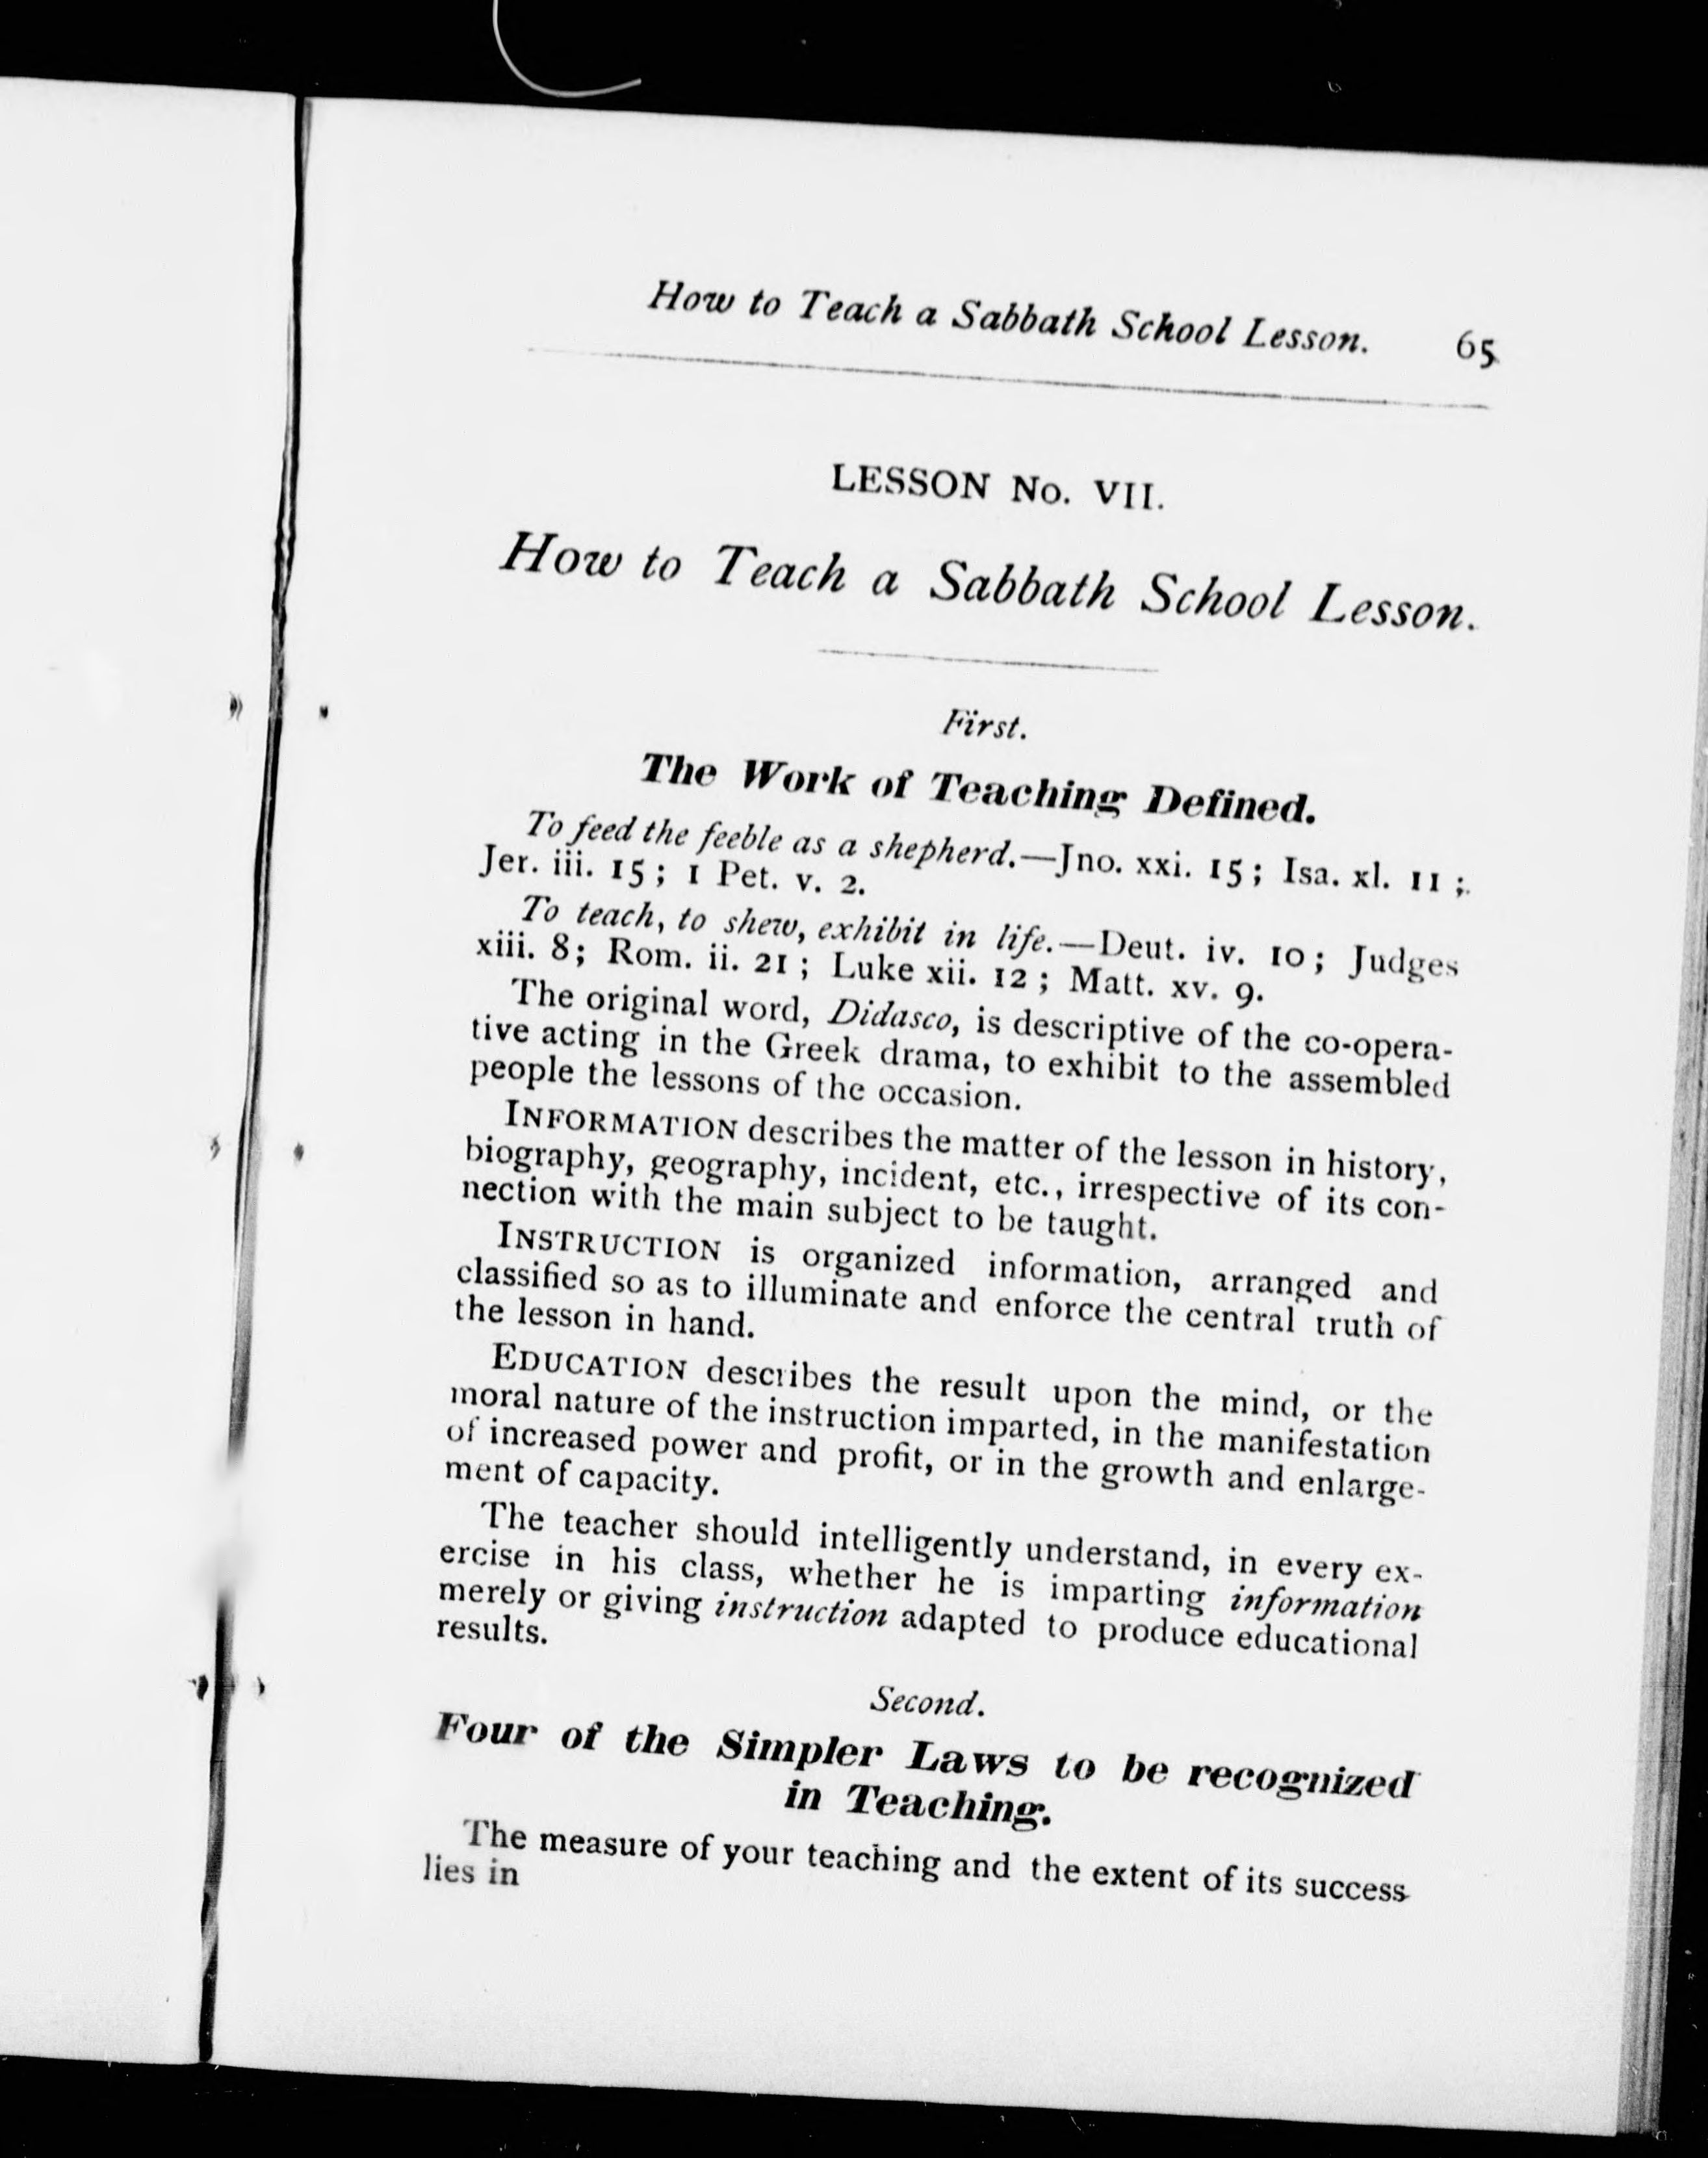 How to Teach a Sabbath School Lesson. 65
LESSON No. VII.
How to Teach a Sabbath School Lesson.
First.
The Work of Teaching Defined.
To feed the feeble as a shepherd.—Jno. xxi. 15; Isa. xl. 11;
Jer. iii. 15; 1 Pet. v. 2.
To teach, to shew, exhibit in life.—Deut. iv. 10; Judges
xiii. 8; Rom. ii. 21; Luke xii. 12; Matt. xv. 9.
The original word, Didasco, is descriptive of the co-opera-
tive acting in the Greek drama, to exhibit to the assembled
people the lessons of the occasion.
INFORMATION describes the matter of the lesson in history,
biography, geography, incident, etc., irrespective of its con-
nection with the main subject to be taught.
INSTRUCTION is organized information, arranged and
classified so as to illuminate and enforce the central truth of
the lesson in hand.
EDUCATION describes the result upon the mind, or the
moral nature of the instruction imparted, in the manifestation
of increased power and profit, or in the growth and enlarge-
ment of capacity.
The teacher should intelligently understand, in every ex-
ercise in his class, whether he is imparting information
merely or giving instruction adapted to produce educational
results.
Second.
Four of the Simpler Laws to be recognized
in Teaching.
The measure of your teaching and the extent of its success
lies in